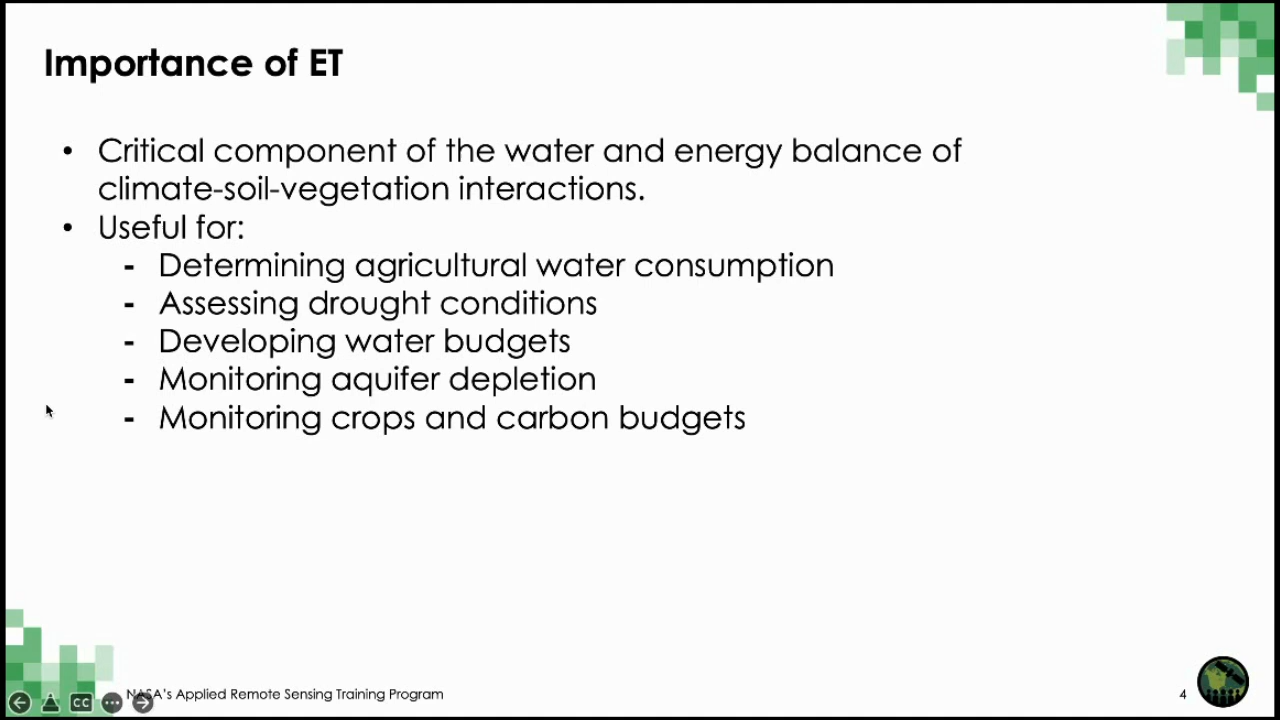 Importance of ET
• Critical component of the water and energy balance of
climate-soil-vegetation interactions.
• Useful for:
- Determining agricultural water consumption
- Assessing drought conditions
- Developing water budgets
- Monitoring aquifer depletion
- Monitoring crops and carbon budgets
CC
NASA's Applied Remote Sensing Training Program
4